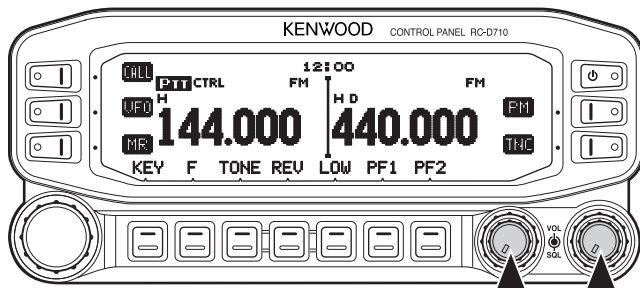 KENWOOD CONTROL PANEL RC-D710
12:00
CALL PTT CTRL FM FM
H H D
VFO 144.000 440.000 PM
MR TNC
KEY F TONE REV LOW PF1 PF2
VOL
SQL